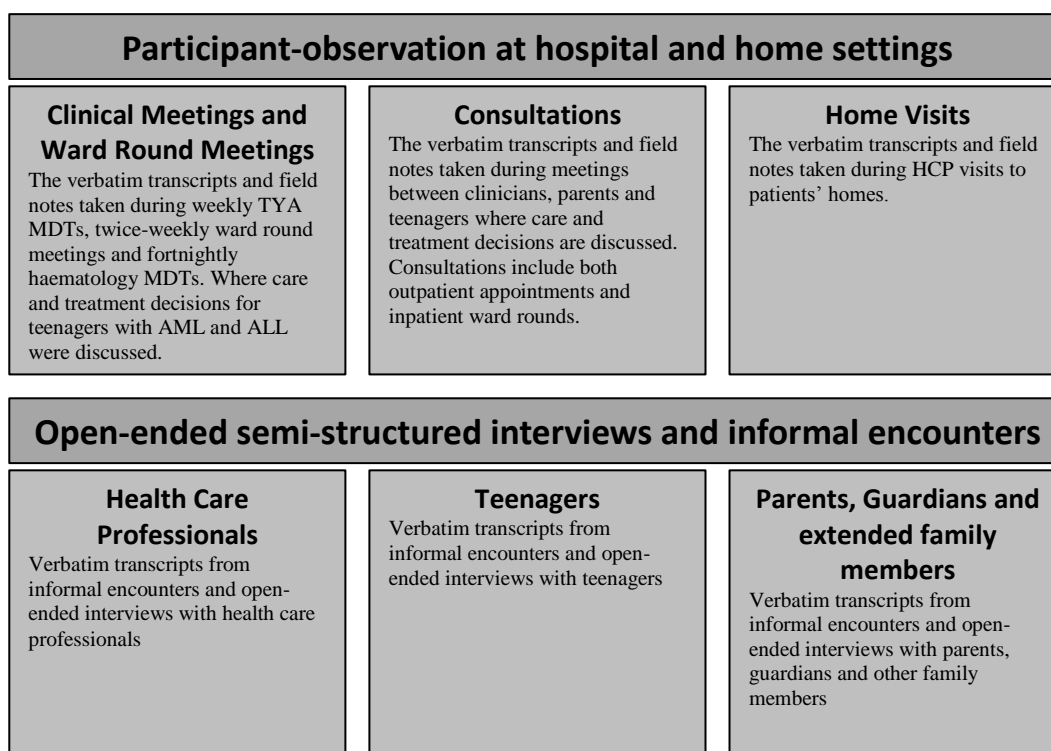 Participant-observation at hospital and home settings
Clinical Meetings and
Ward Round Meetings
The verbatim transcripts and field
notes taken during weekly TYA
MDTs, twice-weekly ward round
meetings and fortnightly
haematology MDTs. Where care
and treatment decisions for
teenagers with AML and ALL
were discussed.
Consultations
The verbatim transcripts and field
notes taken during meetings
between clinicians, parents and
teenagers where care and
treatment decisions are discussed.
Consultations include both
outpatient appointments and
inpatient ward rounds.
Home Visits
The verbatim transcripts and field
notes taken during HCP visits to
patients’ homes.
Open-ended semi-structured interviews and informal encounters
Health Care
Professionals
Verbatim transcripts from
informal encounters and open-
ended interviews with health care
professionals
Teenagers
Verbatim transcripts from
informal encounters and open-
ended interviews with teenagers
Parents, Guardians and
extended family
members
Verbatim transcripts from
informal encounters and open-
ended interviews with parents,
guardians and other family
members